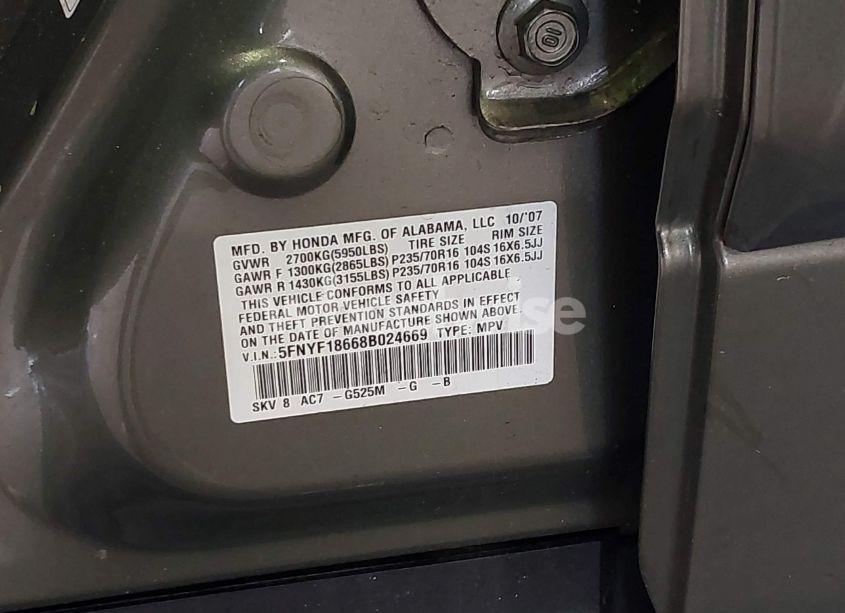 MFD. BY HONDA MFG. OF ALABAMA, LLC 10/'07
GVWR 2700KG(5950LBS) TIRE SIZE RIM SIZE
GAWR F 1300KG(2865LBS) P235/70R16 104S 16X6.5JJ
GAWR R 1430KG(3155LBS) P235/70R16 104S 16X6.5JJ
THIS VEHICLE CONFORMS TO ALL APPLICABLE
FEDERAL MOTOR VEHICLE SAFETY
AND THEFT PREVENTION STANDARDS IN EFFECT
ON THE DATE OF MANUFACTURE SHOWN ABOVE.
V.I.N.:5FNYF18668B024669 TYPE: MPV
SKV 8 AC7 -G525M -G -B